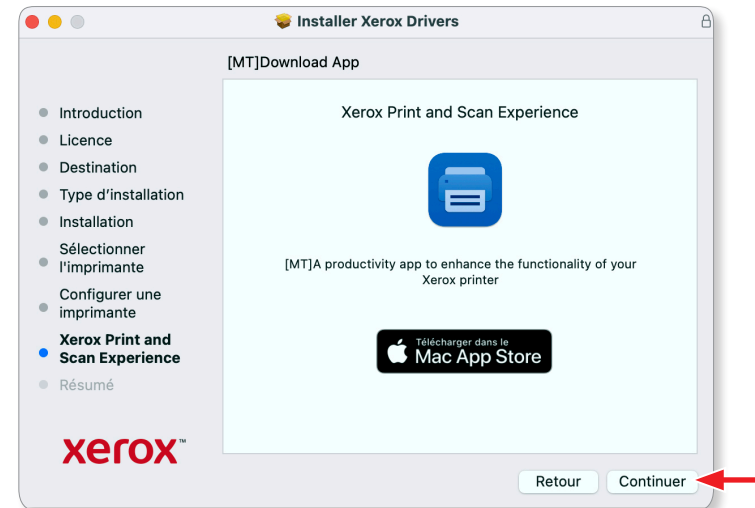 Installer Xerox Drivers
[MT]Download App
Introduction
Licence
Destination
Type d’installation
Installation
Sélectionner
l'imprimante
Configurer une
imprimante
Xerox Print and
Scan Experience
Résumé
xerox™
Xerox Print and Scan Experience
[MT]A productivity app to enhance the functionality of your
Xerox printer
Télécharger dans le
Mac App Store
Retour
Continuer